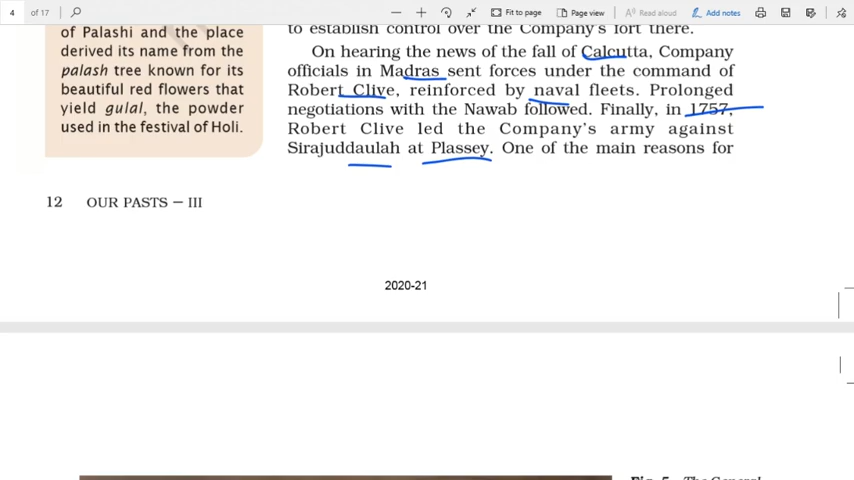 4 of 17 Fit to page Page view Read aloud Add notes
of Palashi and the place
derived its name from the
palash tree known for its
beautiful red flowers that
yield gulal, the powder
used in the festival of Holi.
to establish control over the Company's fort there.
On hearing the news of the fall of Calcutta, Company
officials in Madras sent forces under the command of
Robert Clive, reinforced by naval fleets. Prolonged
negotiations with the Nawab followed. Finally, in 1757,
Robert Clive led the Company's army against
Sirajuddaulah at Plassey. One of the main reasons for
12 OUR PASTS – III
2020-21
Fig. 5 – The General